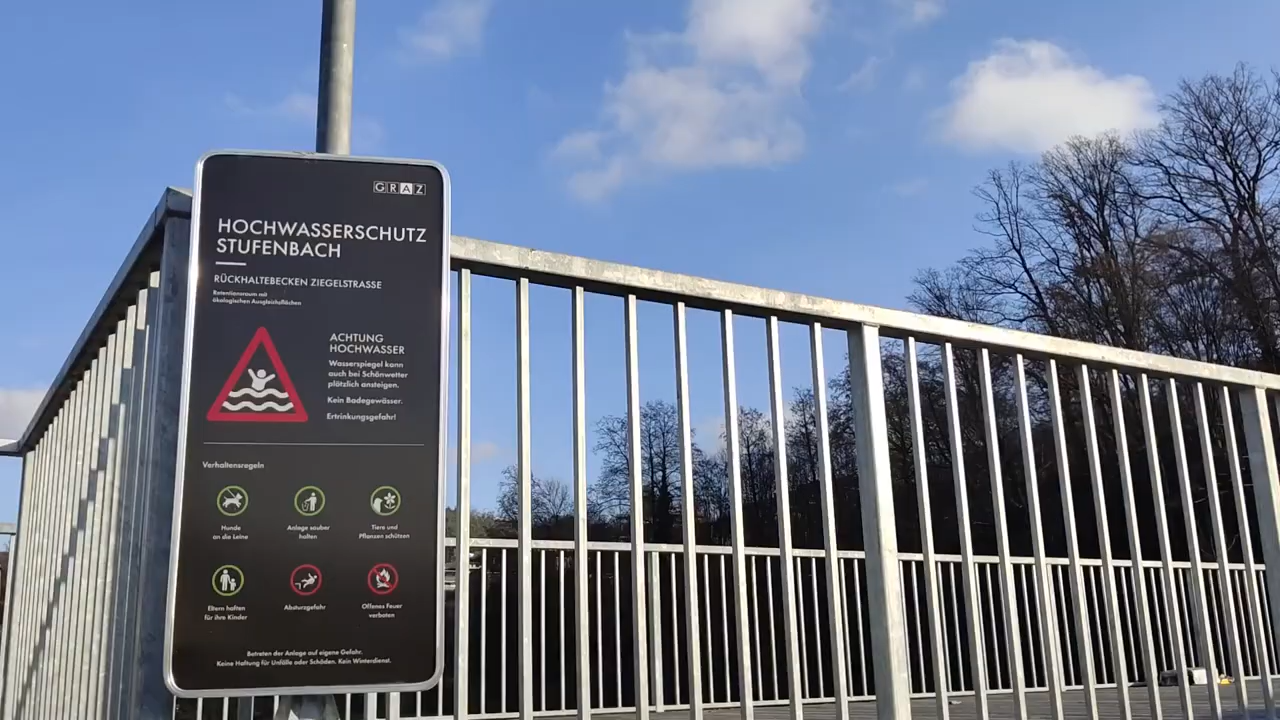 GRAZ
HOCHWASSERSCHUTZ
STUFENBACH
RÜCKHALTEBECKEN ZIEGELSTRASSE
Retentionsraum mit
ökologischen Ausgleichsflächen
ACHTUNG
HOCHWASSER
Wasserspiegel kann
auch bei Schönwetter
plötzlich ansteigen.
Kein Badegewässer.
Ertrinkungsgefahr!
Verhaltensregeln
Hunde
an die Leine
Anlage sauber
halten
Tiere und
Pflanzen schützen
Eltern haften
für ihre Kinder
Absturzgefahr
Offenes Feuer
verboten
Betreten der Anlage auf eigene Gefahr.
Keine Haftung für Unfälle oder Schäden. Kein Winterdienst.